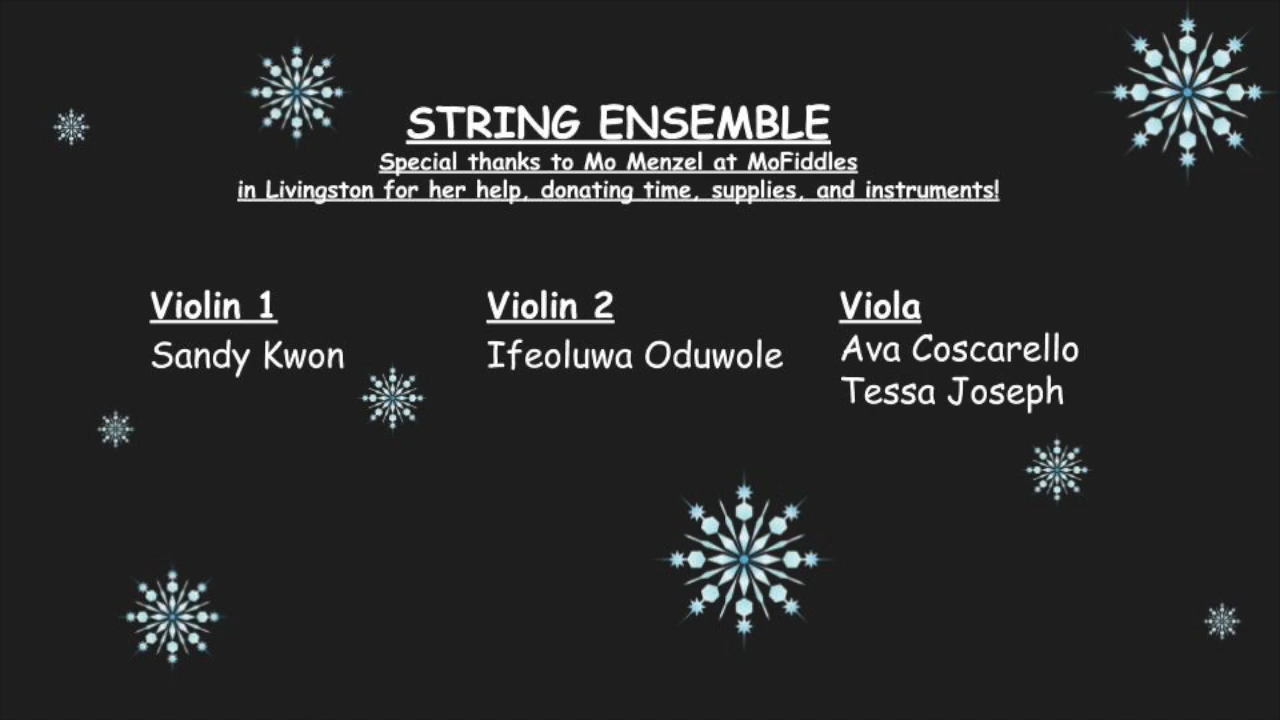 STRING ENSEMBLE
Special thanks to Mo Menzel at MoFiddles
in Livingston for her help, donating time, supplies, and instruments!
Violin 1
Sandy Kwon
Violin 2
Ifeoluwa Oduwole
Viola
Ava Coscarello
Tessa Joseph